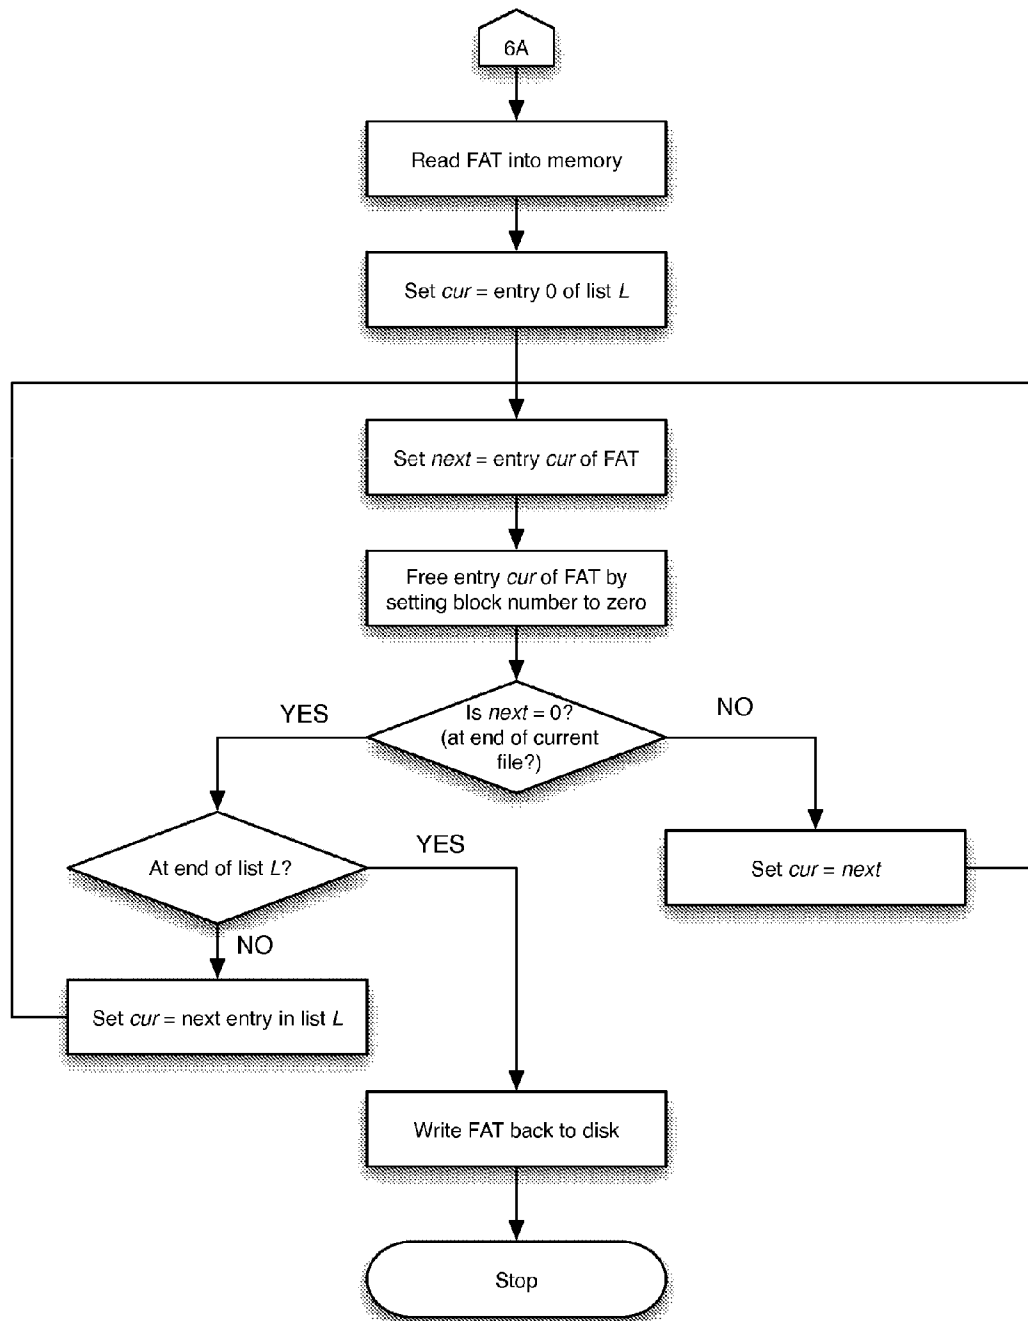 6A
Read FAT into memory
Set cur = entry 0 of list L
Set next = entry cur of FAT
Free entry cur of FAT by
setting block number to zero
YES
Is next = 0?
(at end of current
file?)
NO
At end of list L?
YES
Set cur = next
NO
Set cur = next entry in list L
Write FAT back to disk
Stop